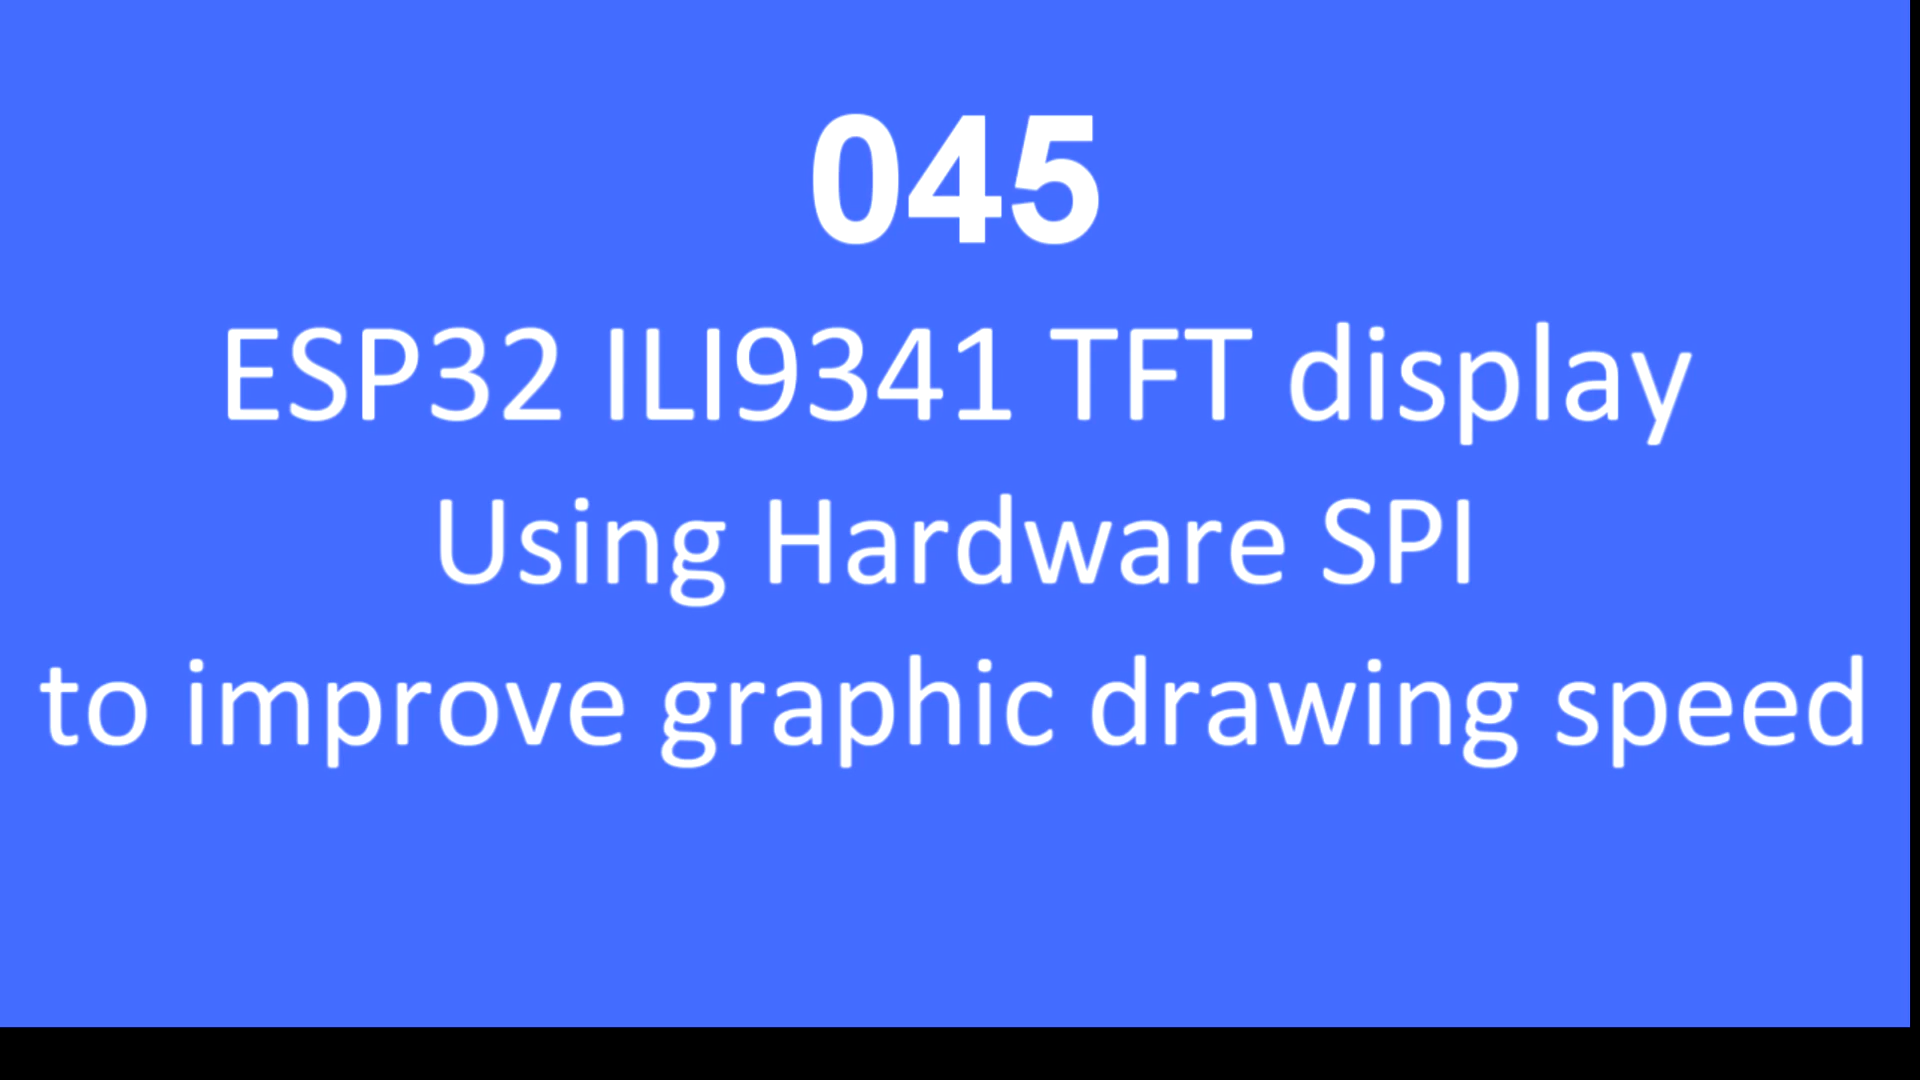 045
ESP32 ILI9341 TFT display
Using Hardware SPI
to improve graphic drawing speed